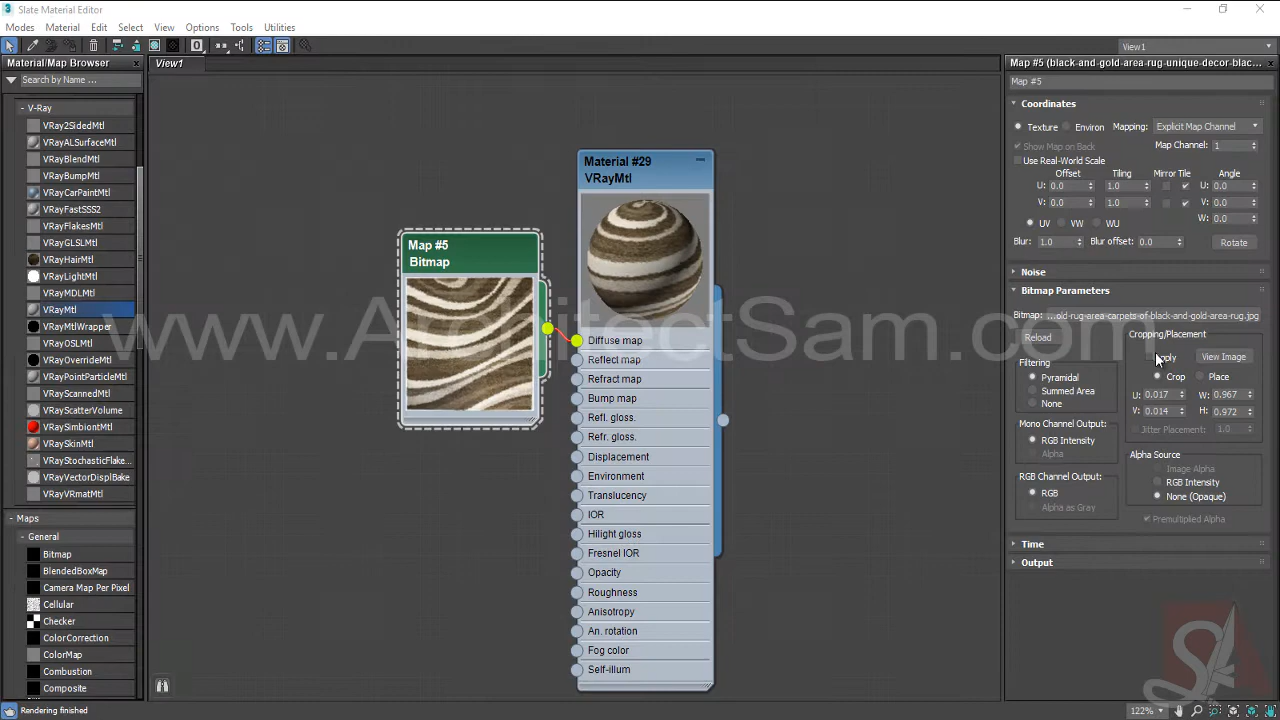 Slate Material Editor
Modes Material Edit Select View Options Tools Utilities
View1
Material/Map Browser
Search by Name ...
- V-Ray
VRay2SidedMtl
VRayALSurfaceMtl
VRayBlendMtl
VRayBumpMtl
VRayCarPaintMtl
VRayFastSSS2
VRayFlakesMtl
VRayGLSLMtl
VRayHairMtl
VRayLightMtl
VRayMDLMtl
VRayMtl
VRayMtlWrapper
VRayOSLMtl
VRayOverrideMtl
VRayPointParticleMtl
VRayScannedMtl
VRayScatterVolume
VRaySimbiontMtl
VRaySkinMtl
VRayStochasticFlake...
VRayVectorDisplBake
VRayVRmatMtl
- Maps
- General
Bitmap
BlendedBoxMap
Camera Map Per Pixel
Cellular
Checker
ColorCorrection
ColorMap
Combustion
Composite
Rendering finished
View1
Map #5
Bitmap
Material #29
VRayMtl
Diffuse map
Reflect map
Refract map
Bump map
Refl. gloss.
Refr. gloss.
Displacement
Environment
Translucency
IOR
Hilight gloss
Fresnel IOR
Opacity
Roughness
Anisotropy
An. rotation
Fog color
Self-illum
www.ArchitectSam.com
Map #5 (black-and-gold-area-rug-unique-decor-blac...
Map #5
Coordinates
Texture Environ Mapping: Explicit Map Channel
Show Map on Back Map Channel: 1
Use Real-World Scale
Offset Tiling Mirror Tile Angle
U: 0.0 1.0 U: 0.0
V: 0.0 1.0 V: 0.0
W: 0.0
UV VW WU
Blur: 1.0 Blur offset: 0.0 Rotate
Noise
Bitmap Parameters
Bitmap: ...old-rug-area-carpets-of-black-and-gold-area-rug.jpg
Reload
Cropping/Placement
View Image
Crop Place
U: 0.017 W: 0.967
V: 0.014 H: 0.972
Jitter Placement: 1.0
Filtering
Pyramidal
Summed Area
None
Mono Channel Output:
RGB Intensity
Alpha
RGB Channel Output:
RGB
Alpha as Gray
Alpha Source
Image Alpha
RGB Intensity
None (Opaque)
Premultiplied Alpha
Time
Output
122%